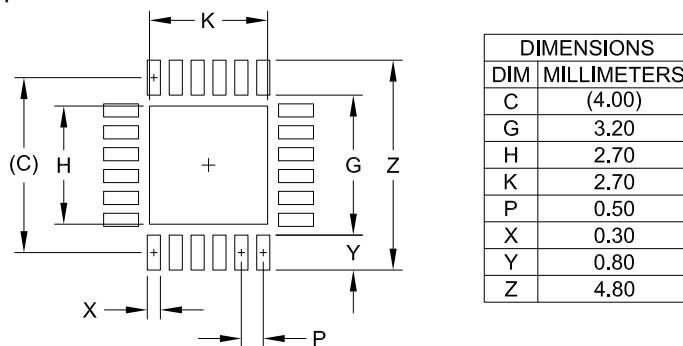 K
(C)
H
G
Z
Y
X
P
DIMENSIONS
DIM MILLIMETERS
C (4.00)
G 3.20
H 2.70
K 2.70
P 0.50
X 0.30
Y 0.80
Z 4.80